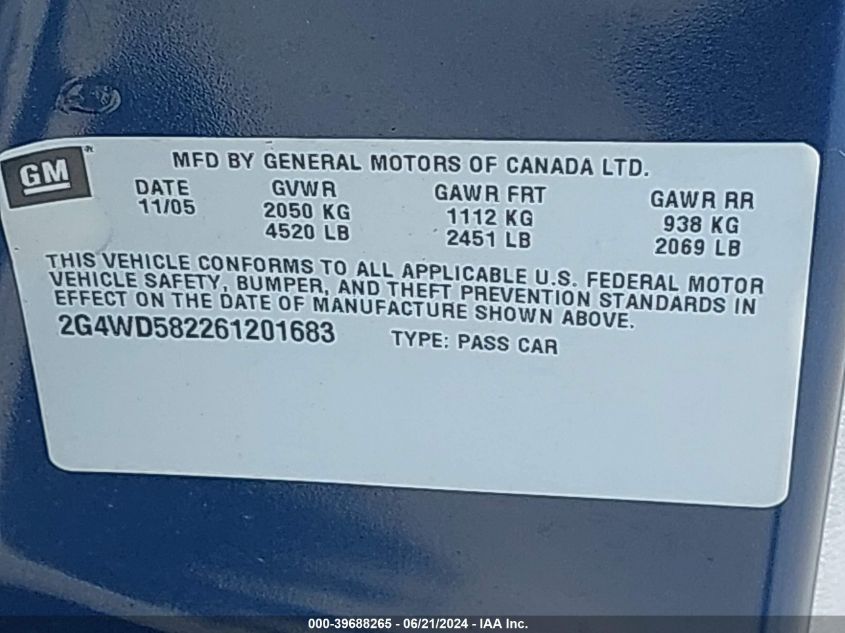 GM
MFD BY GENERAL MOTORS OF CANADA LTD.
DATE GVWR GAWR FRT GAWR RR
11/05 2050 KG 1112 KG 938 KG
4520 LB 2451 LB 2069 LB
THIS VEHICLE CONFORMS TO ALL APPLICABLE U.S. FEDERAL MOTOR
VEHICLE SAFETY, BUMPER, AND THEFT PREVENTION STANDARDS IN
EFFECT ON THE DATE OF MANUFACTURE SHOWN ABOVE.
2G4WD582261201683 TYPE: PASS CAR
000-39688265 - 06/21/2024 - IAA Inc.